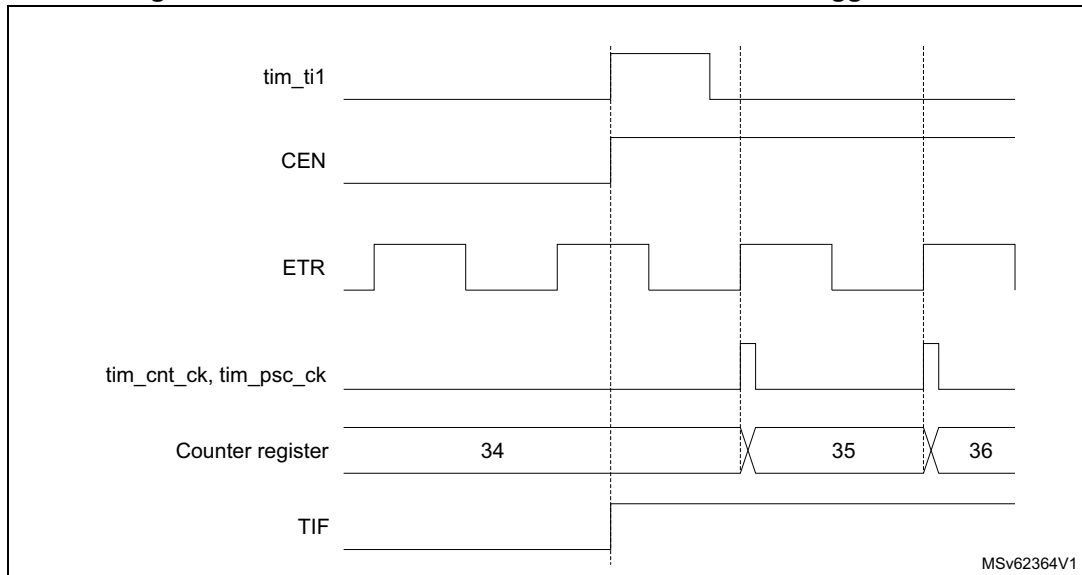 tim_ti1
CEN
ETR
tim_cnt_ck, tim_psc_ck
Counter register
34
35
36
TIF
MSv62364V1